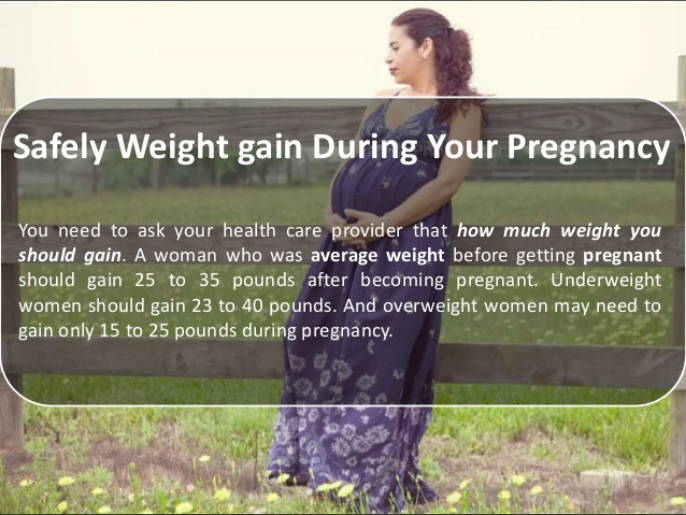 Safely Weight gain During Your Pregnancy
You need to ask your health care provider that how much weight you
should gain. A woman who was average weight before getting pregnant
should gain 25 to 35 pounds after becoming pregnant. Underweight
women should gain 23 to 40 pounds. And overweight women may need to
gain only 15 to 25 pounds during pregnancy.